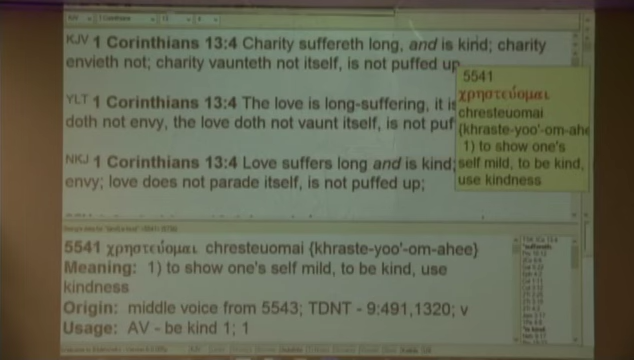 KJV 1 Corinthians 13:4 Charity suffereth long, and is kind; charity
envieth not; charity vaunteth not itself, is not puffed up
YLT 1 Corinthians 13:4 The love is long-suffering, it is
doth not envy, the love doth not vaunt itself, is not puf
NKJ 1 Corinthians 13:4 Love suffers long and is kind;
envy; love does not parade itself, is not puffed up;
5541
χρηστεύομαι
chresteuomai
(khraste-yoo'-om-ahe
1) to show one's
self mild, to be kind,
use kindness
5541 χρηστεύομαι chresteuomai {khraste-yoo'-om-ahee}
Meaning: 1) to show one's self mild, to be kind, use
kindness
Origin: middle voice from 5543; TDNT - 9:491,1320; v
Usage: AV - be kind 1; 1